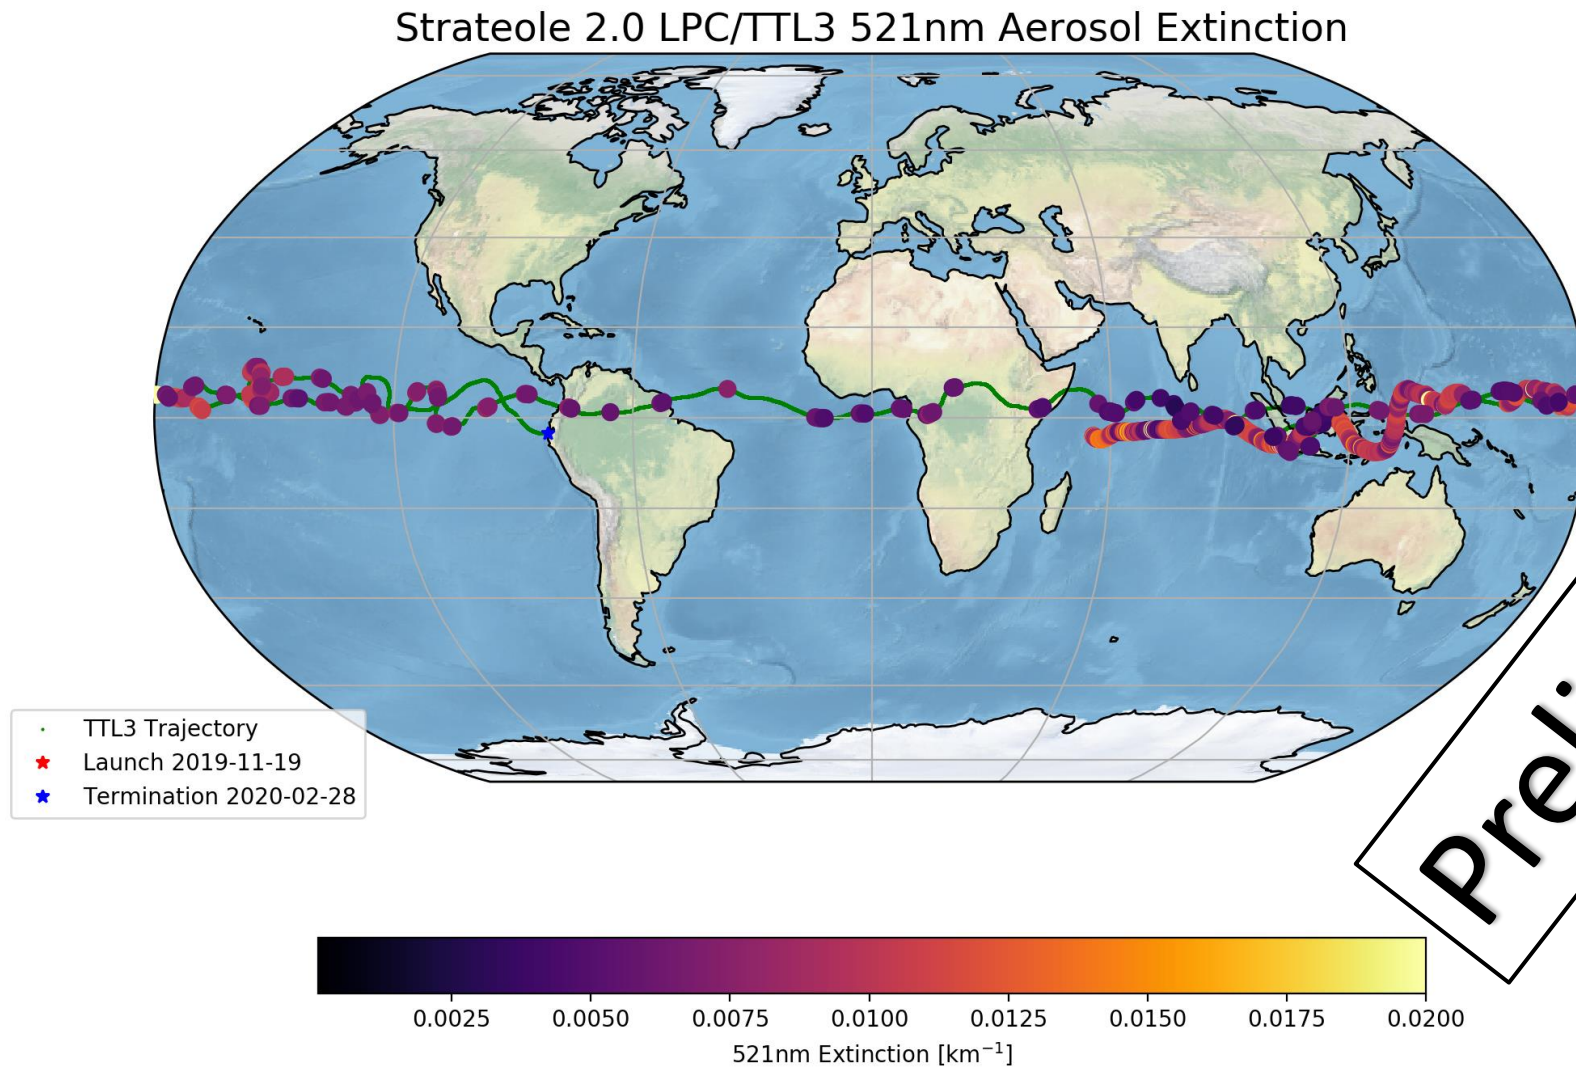 Strateole 2.0 LPC/TTL3 521nm Aerosol Extinction
TTL3 Trajectory
Launch 2019-11-19
Termination 2020-02-28
0.0025 0.0050 0.0075 0.0100 0.0125 0.0150 0.0175 0.0200
521nm Extinction [km⁻¹]